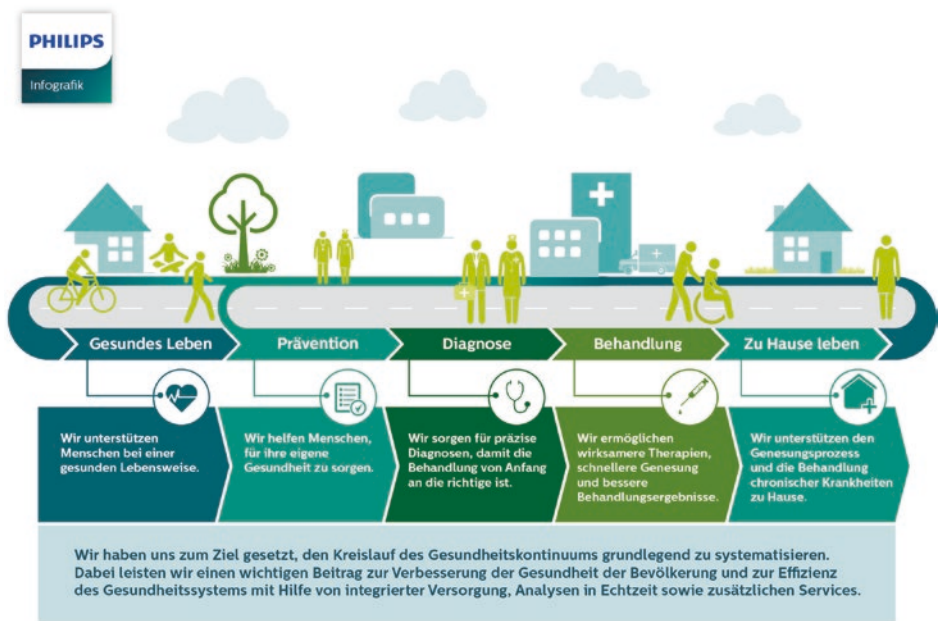 PHILIPS
Infografik
Gesundes Leben
Prävention
Diagnose
Behandlung
Zu Hause leben
Wir unterstützen
Menschen bei einer
gesunden Lebensweise.
Wir helfen Menschen,
für ihre eigene
Gesundheit zu sorgen.
Wir sorgen für präzise
Diagnosen, damit die
Behandlung von Anfang
an die richtige ist.
Wir ermöglichen
wirksamere Therapien,
schnellere Genesung
und bessere
Behandlungsergebnisse.
Wir unterstützen den
Genesungsprozess
und die Behandlung
chronischer Krankheiten
zu Hause.
Wir haben uns zum Ziel gesetzt, den Kreislauf des Gesundheitskontinuums grundlegend zu systematisieren.
Dabei leisten wir einen wichtigen Beitrag zur Verbesserung der Gesundheit der Bevölkerung und zur Effizienz
des Gesundheitssystems mit Hilfe von integrierter Versorgung, Analysen in Echtzeit sowie zusätzlichen Services.